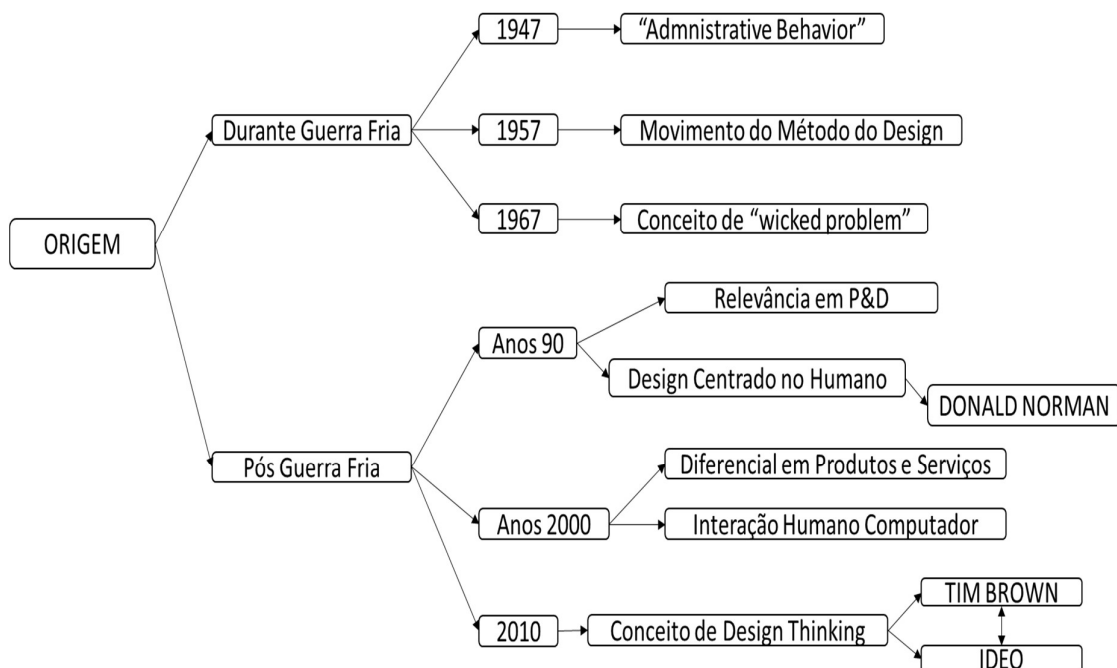 ORIGEM
Durante Guerra Fria
1947
“Admnistrative Behavior”
1957
Movimento do Método do Design
1967
Conceito de “wicked problem”
Pós Guerra Fria
Anos 90
Relevância em P&D
Design Centrado no Humano
DONALD NORMAN
Anos 2000
Diferencial em Produtos e Serviços
Interação Humano Computador
2010
Conceito de Design Thinking
TIM BROWN
IDEO